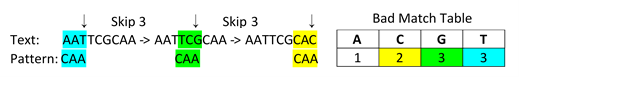 ↓ Skip 3 ↓ Skip 3 ↓ Bad Match Table
Text: AATTCGCAA -> AATTCGCAA -> AATTCGCAC A C G T
Pattern: CAA CAA CAA 1 2 3 3